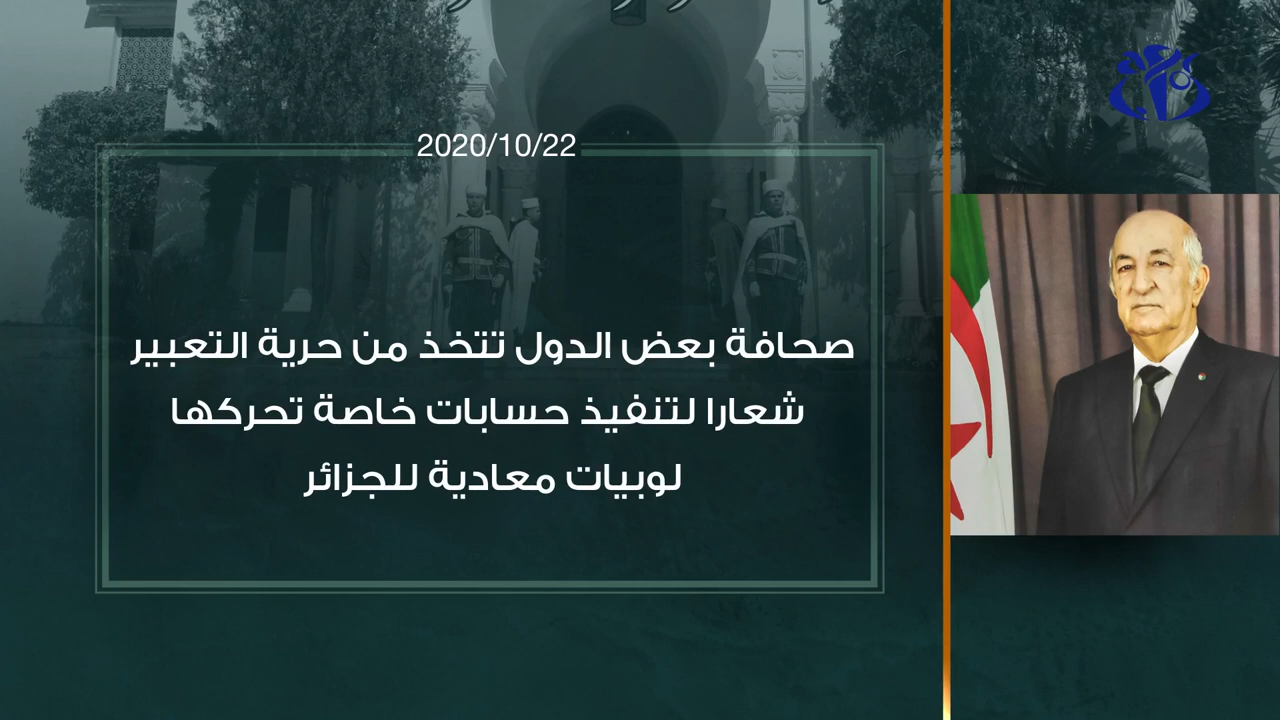 2020/10/22
صحافة بعض الدول تتخذ من حرية التعبير
شعارا لتنفيذ حسابات خاصة تحركها
لوبيات معادية للجزائر